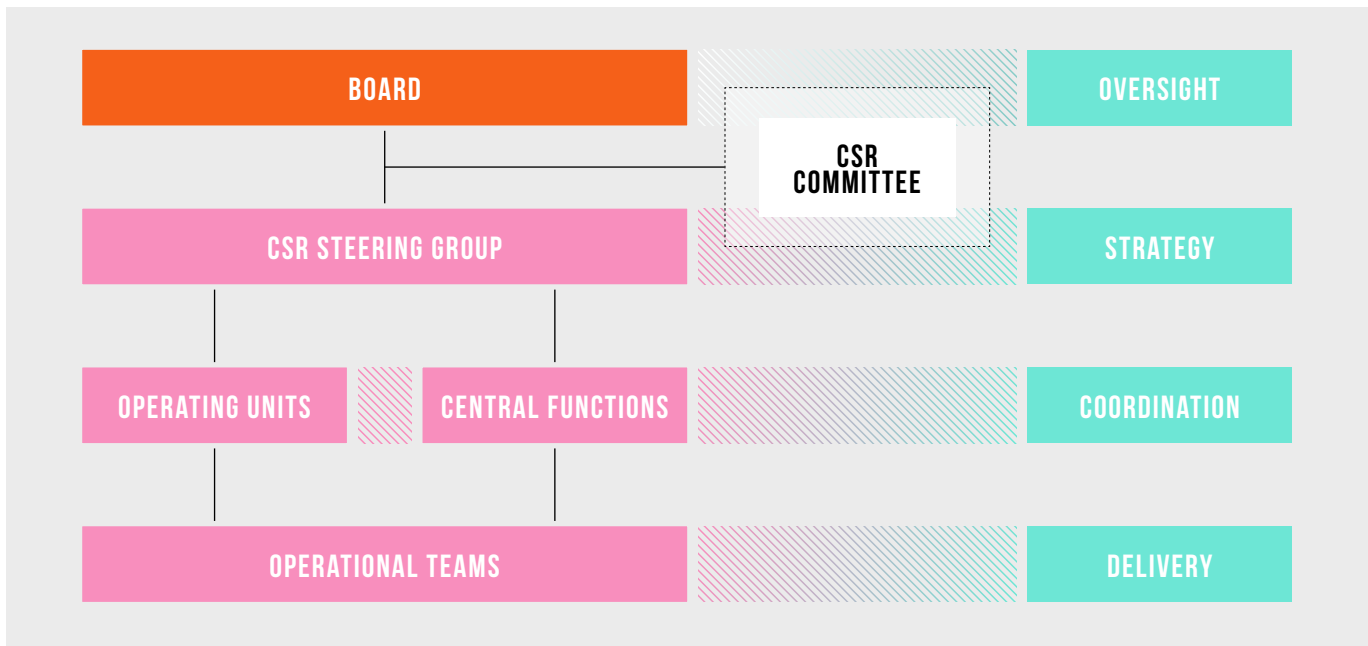 BOARD
OVERSIGHT
CSR
COMMITTEE
CSR STEERING GROUP
STRATEGY
OPERATING UNITS
CENTRAL FUNCTIONS
COORDINATION
OPERATIONAL TEAMS
DELIVERY